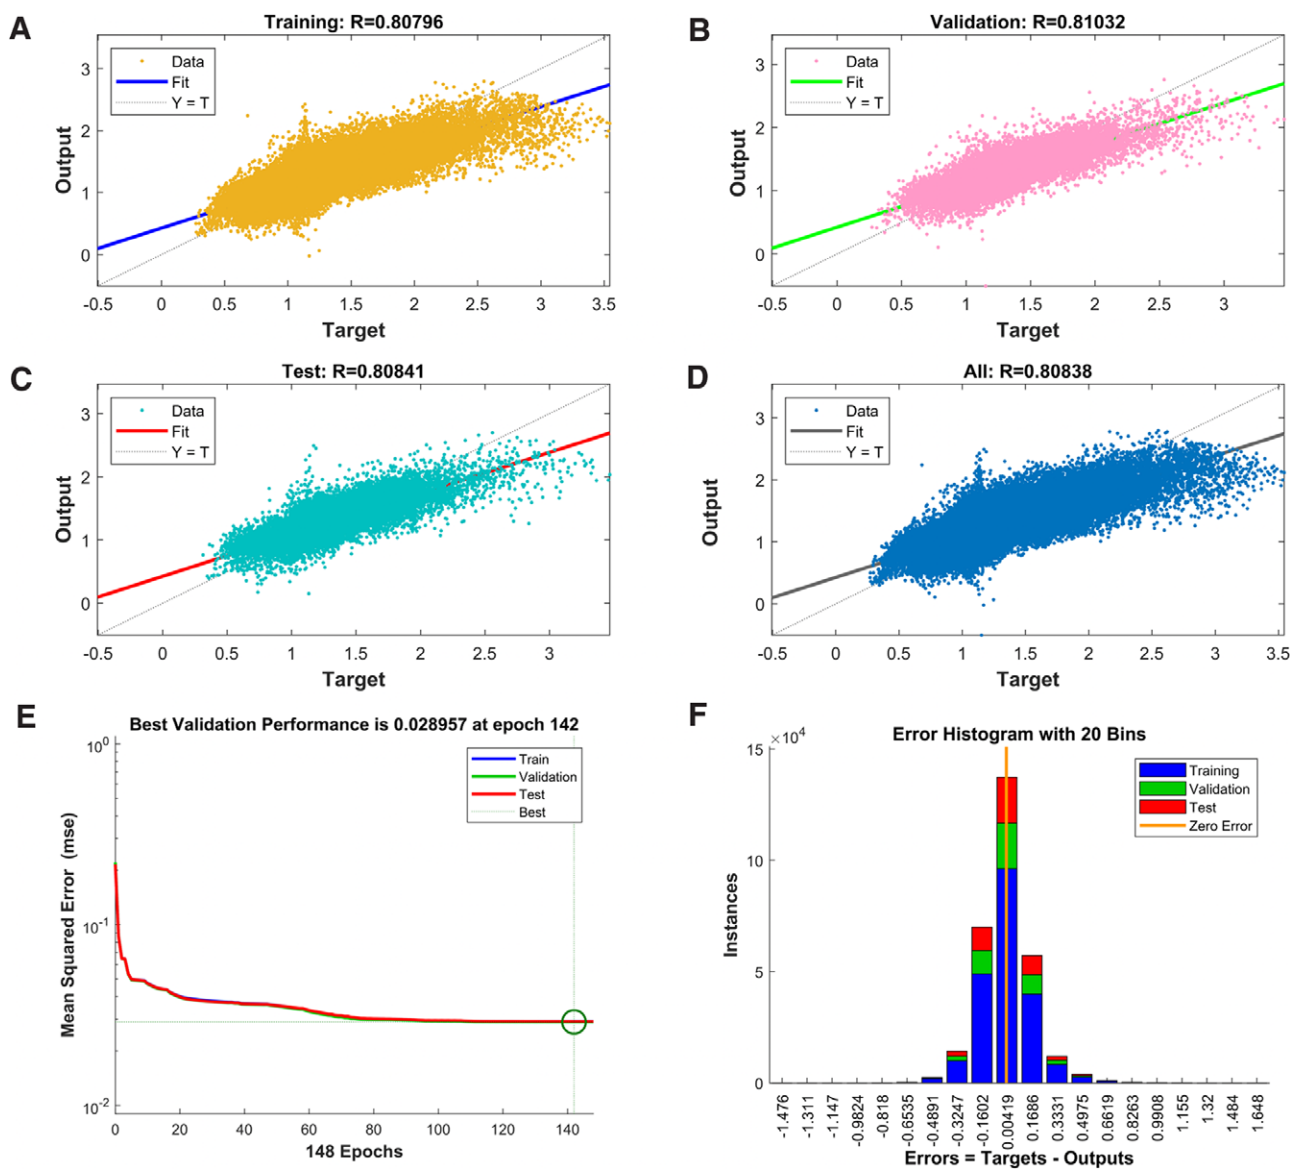 A
Training: R=0.80796
Data
Fit
Y = T
3
2
1
0
Output
-0.5 0 0.5 1 1.5 2 2.5 3 3.5
Target
B
Validation: R=0.81032
Data
Fit
Y = T
3
2
1
0
Output
-0.5 0 0.5 1 1.5 2 2.5 3
Target
C
Test: R=0.80841
Data
Fit
Y = T
3
2
1
0
Output
-0.5 0 0.5 1 1.5 2 2.5 3
Target
D
All: R=0.80838
Data
Fit
Y = T
3
2
1
0
Output
-0.5 0 0.5 1 1.5 2 2.5 3 3.5
Target
E
Best Validation Performance is 0.028957 at epoch 142
Train
Validation
Test
Best
10^0
10^-1
10^-2
Mean Squared Error (mse)
0 20 40 60 80 100 120 140
148 Epochs
F
Error Histogram with 20 Bins
×10^4
Training
Validation
Test
Zero Error
15
10
5
0
Instances
-1.476 -1.311 -1.147 -0.9824 -0.818 -0.6535 -0.4891 -0.3247 -0.1602 0.00419 0.1686 0.3331 0.4975 0.6619 0.8263 0.9908 1.155 1.32 1.484 1.648
Errors = Targets - Outputs